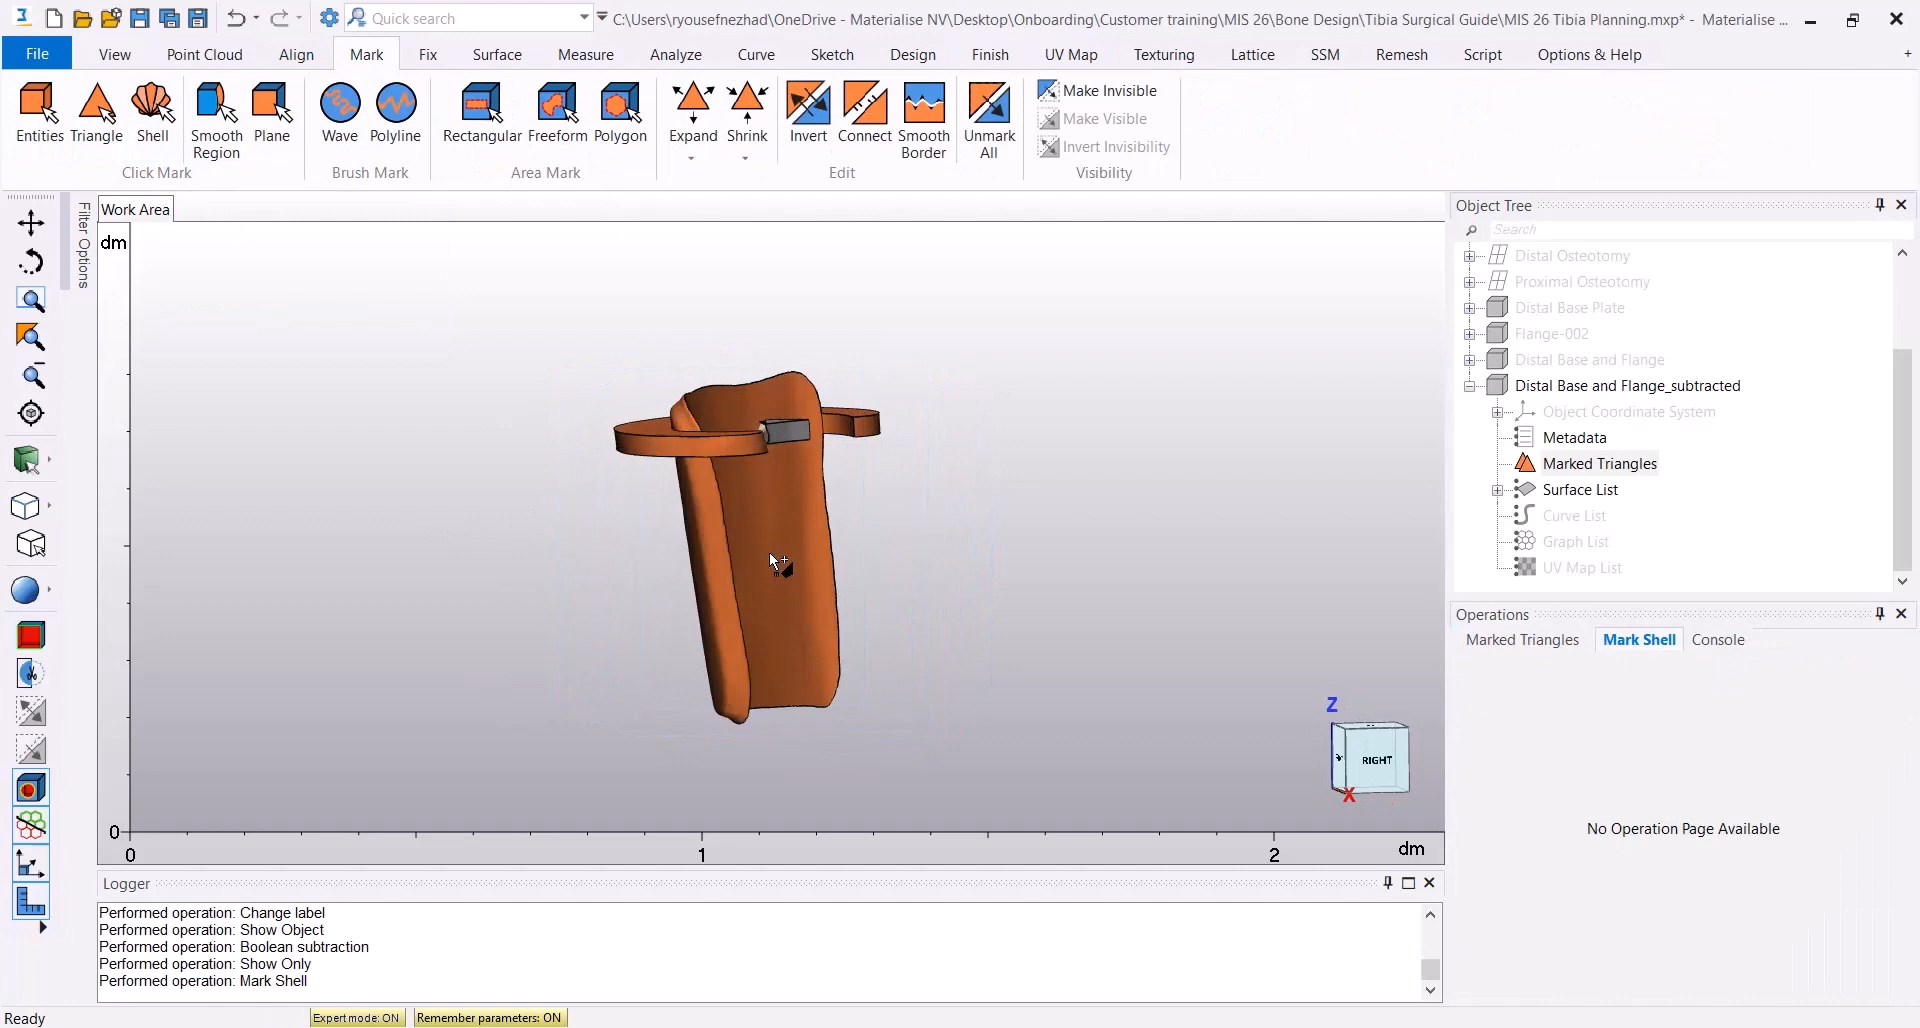 Quick search
C:\Users\ryousefnezhad\OneDrive - Materialise NV\Desktop\Onboarding\Customer training\MIS 26\Bone Design\Tibia Surgical Guide\MIS 26 Tibia Planning.mxp* - Materialise ...
File View Point Cloud Align Mark Fix Surface Measure Analyze Curve Sketch Design Finish UV Map Texturing Lattice SSM Remesh Script Options & Help
Entities Triangle Shell Smooth Region Plane
Wave Polyline
Rectangular Freeform Polygon
Expand Shrink
Invert Connect Smooth Border
Unmark All
Make Invisible
Make Visible
Invert Invisibility
Click Mark Brush Mark Area Mark Edit Visibility
Filter Options
Work Area
dm
0
0 1 2 dm
Z
RIGHT
X
Object Tree
Search
Distal Osteotomy
Proximal Osteotomy
Distal Base Plate
Flange-002
Distal Base and Flange
Distal Base and Flange_subtracted
Object Coordinate System
Metadata
Marked Triangles
Surface List
Curve List
Graph List
UV Map List
Operations
Marked Triangles Mark Shell Console
No Operation Page Available
Logger
Performed operation: Change label
Performed operation: Show Object
Performed operation: Boolean subtraction
Performed operation: Show Only
Performed operation: Mark Shell
Ready Expert mode: ON Remember parameters: ON